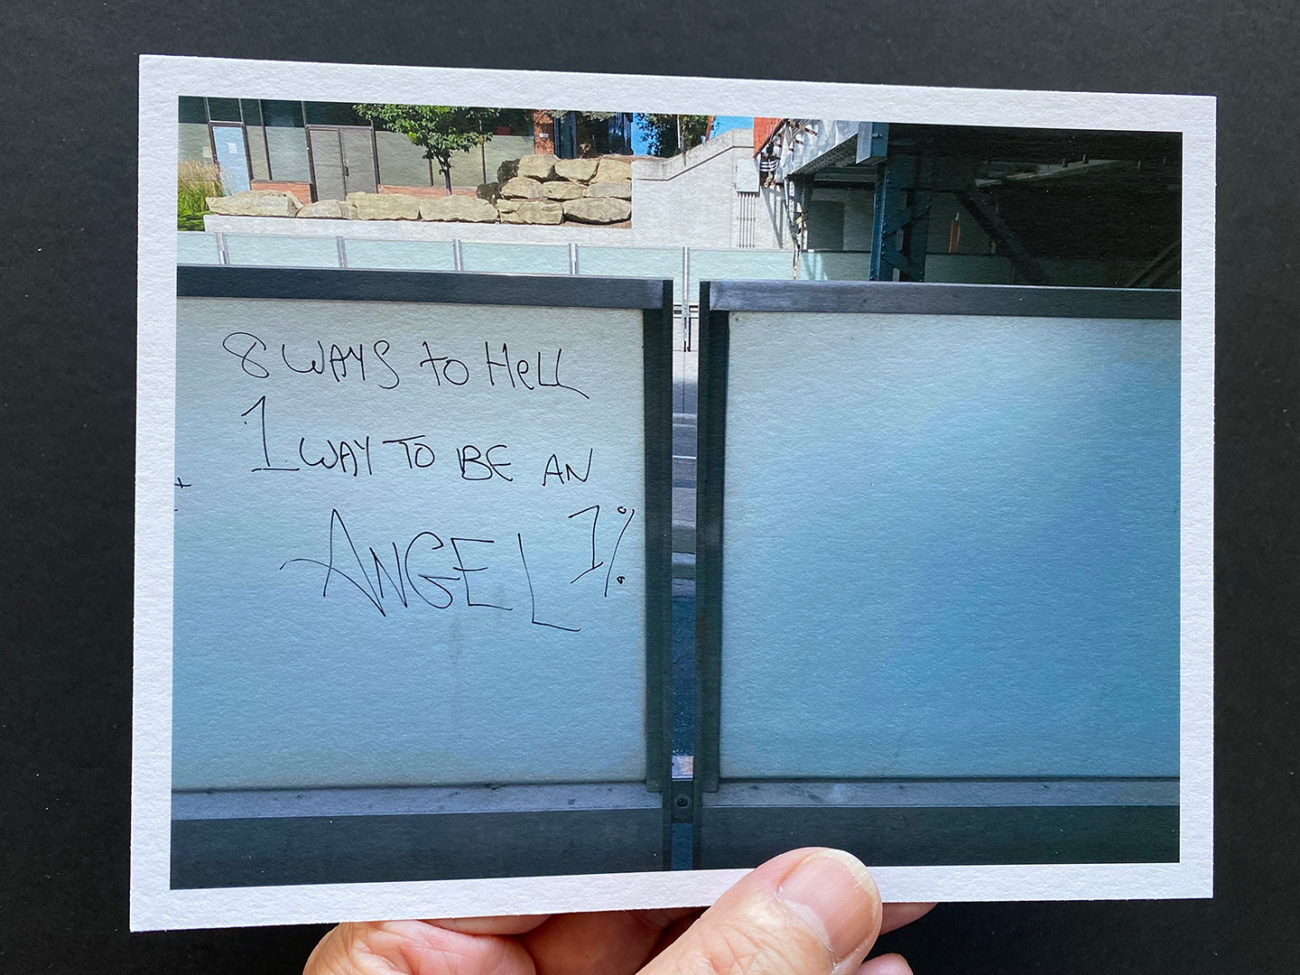 8 WAYS to HeLL
1 WAY TO BE AN
ANGEL 1%